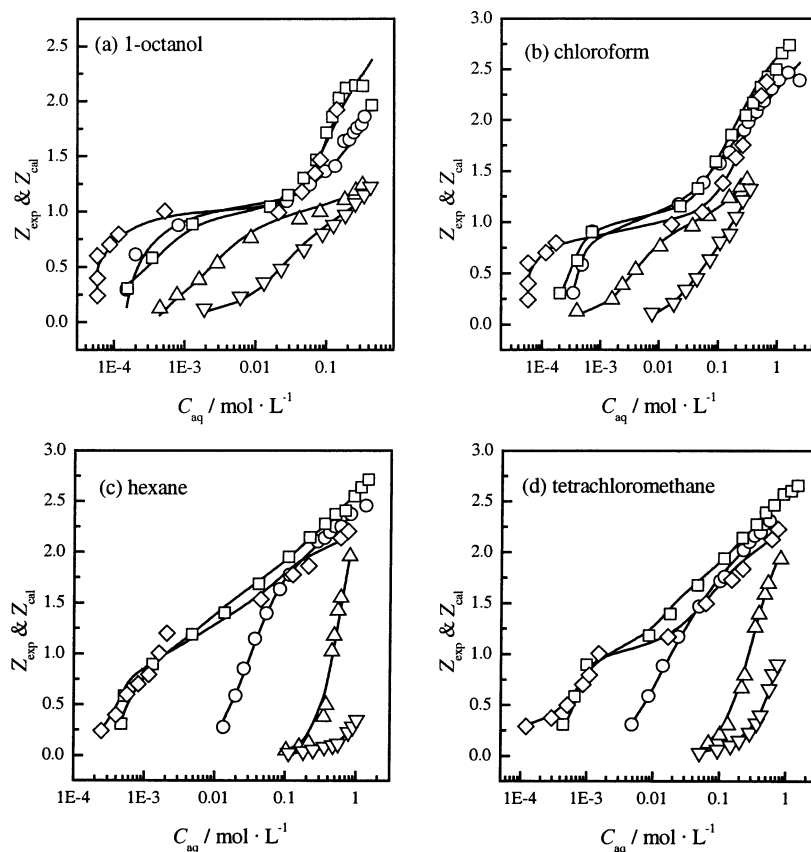 (a) 1-octanol
2.5
2.0
1.5
1.0
0.5
0.0
Z_exp & Z_cal
1E-4 1E-3 0.01 0.1
C_aq / mol · L^-1
(b) chloroform
3.0
2.5
2.0
1.5
1.0
0.5
0.0
Z_exp & Z_cal
1E-4 1E-3 0.01 0.1 1
C_aq / mol · L^-1
(c) hexane
3.0
2.5
2.0
1.5
1.0
0.5
0.0
Z_exp & Z_cal
1E-4 1E-3 0.01 0.1 1
C_aq / mol · L^-1
(d) tetrachloromethane
3.0
2.5
2.0
1.5
1.0
0.5
0.0
Z_exp & Z_cal
1E-4 1E-3 0.01 0.1 1
C_aq / mol · L^-1